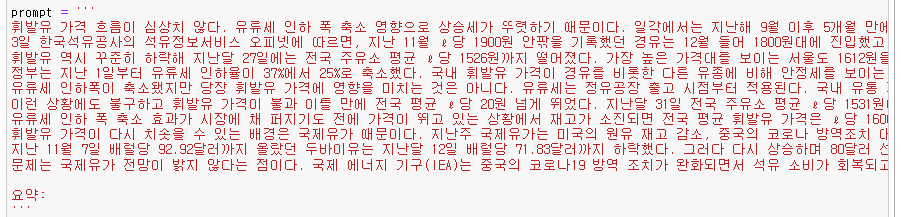 prompt = '''
휘발유 가격 흐름이 심상치 않다. 유류세 인하 폭 축소 영향으로 상승세가 뚜렷하기 때문이다. 일각에서는 지난해 9월 이후 5개월 만에
3일 한국석유공사의 석유정보서비스 오피넷에 따르면, 지난 11월 ℓ당 1900원 안팎을 기록했던 경유는 12월 들어 1800원대에 진입했고
휘발유 역시 꾸준히 하락해 지난달 27일에는 전국 주유소 평균 ℓ당 1526원까지 떨어졌다. 가장 높은 가격대를 보이는 서울도 1612원을
정부는 지난 1일부터 유류세 인하율이 37%에서 25%로 축소했다. 국내 휘발유 가격이 경유를 비롯한 다른 유종에 비해 안정세를 보이는
유류세 인하폭이 축소됐지만 당장 휘발유 가격에 영향을 미치는 것은 아니다. 유류세는 정유공장 출고 시점부터 적용된다. 국내 유통
이런 상황에도 불구하고 휘발유 가격이 불과 이틀 만에 전국 평균 ℓ당 20원 넘게 뛰었다. 지난달 31일 전국 주유소 평균 ℓ당 1531원이
유류세 인하 폭 축소 효과가 시장에 채 퍼지기도 전에 가격이 뛰고 있는 상황에서 재고가 소진되면 전국 평균 휘발유 가격은 ℓ당 1600
휘발유 가격이 다시 치솟을 수 있는 배경은 국제유가 때문이다. 지난주 국제유가는 미국의 원유 재고 감소, 중국의 코로나 방역조치
지난 11월 7일 배럴당 92.92달러까지 올랐던 두바이유는 지난달 12일 배럴당 71.83달러까지 하락했다. 그러다 다시 상승하며 80달러
문제는 국제유가 전망이 밝지 않다는 점이다. 국제 에너지 기구(IEA)는 중국의 코로나19 방역 조치가 완화되면서 석유 소비가 회복되고
요약:
'''